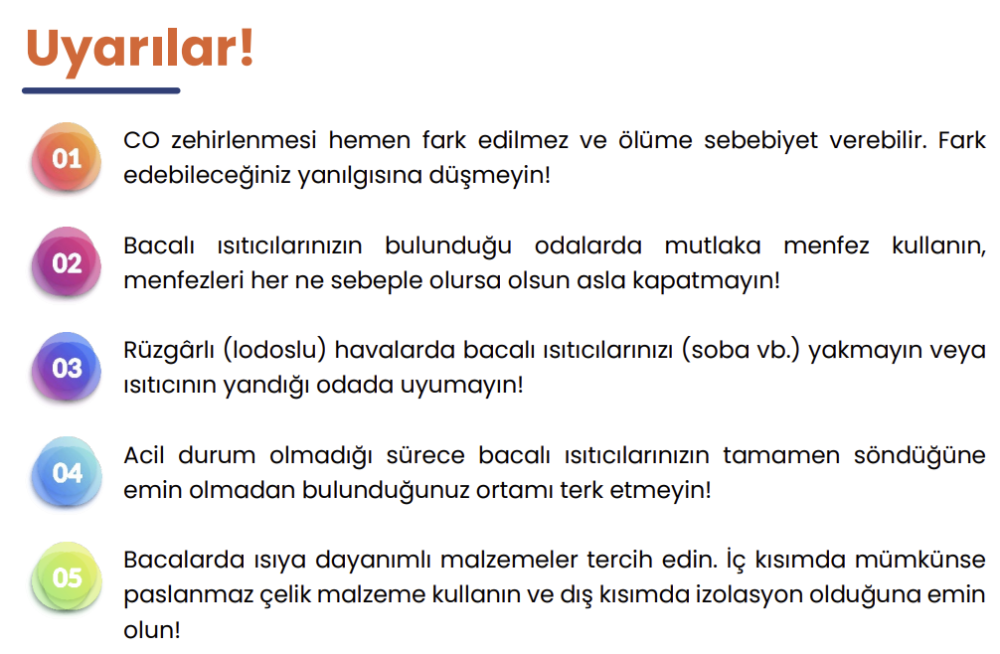 Uyarılar!
01
CO zehirlenmesi hemen fark edilmez ve ölüme sebebiyet verebilir. Fark
edebileceğiniz yanılgısına düşmeyin!
02
Bacalı ısıtıcılarınızın bulunduğu odalarda mutlaka menfez kullanın,
menfezleri her ne sebeple olursa olsun asla kapatmayın!
03
Rüzgârlı (lodoslu) havalarda bacalı ısıtıcılarınızı (soba vb.) yakmayın veya
ısıtıcının yandığı odada uyumayın!
04
Acil durum olmadığı sürece bacalı ısıtıcılarınızın tamamen söndüğüne
emin olmadan bulunduğunuz ortamı terk etmeyin!
05
Bacalarda ısıya dayanımlı malzemeler tercih edin. İç kısımda mümkünse
paslanmaz çelik malzeme kullanın ve dış kısımda izolasyon olduğuna emin
olun!